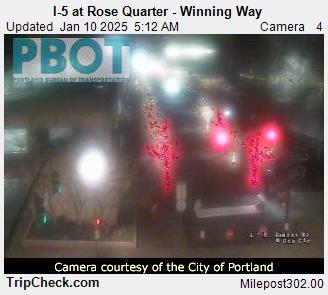 I-5 at Rose Quarter - Winning Way
Updated Jan 10 2025 5:12 AM Camera 4
PBOT
PORTLAND BUREAU OF TRANSPORTATION
Camera courtesy of the City of Portland
TripCheck.com Milepost302.00